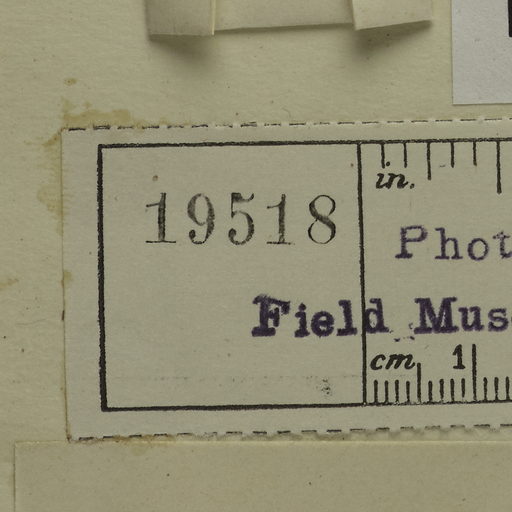 in.
19518
Phot
Field Mus
cm 1